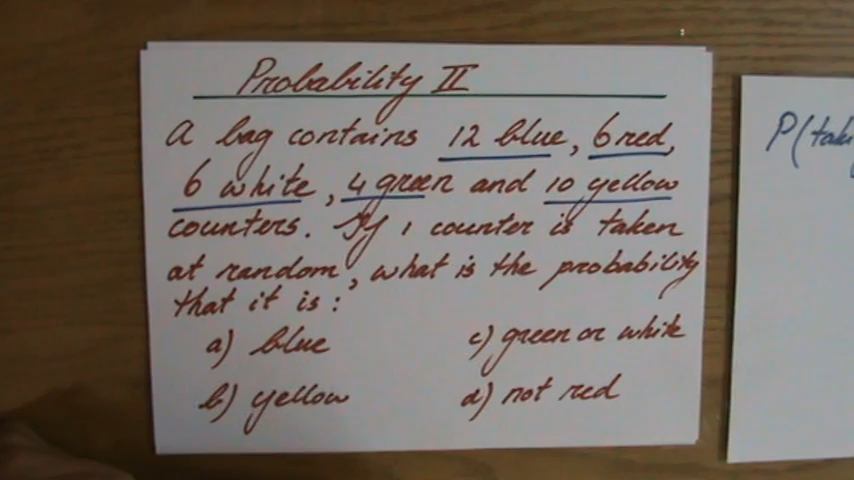 Probability II
A bag contains 12 blue, 6 red,
6 white, 4 green and 10 yellow
counters. If 1 counter is taken
at random, what is the probability
that it is:
a) blue
c) green or white
b) yellow
d) not red
P(